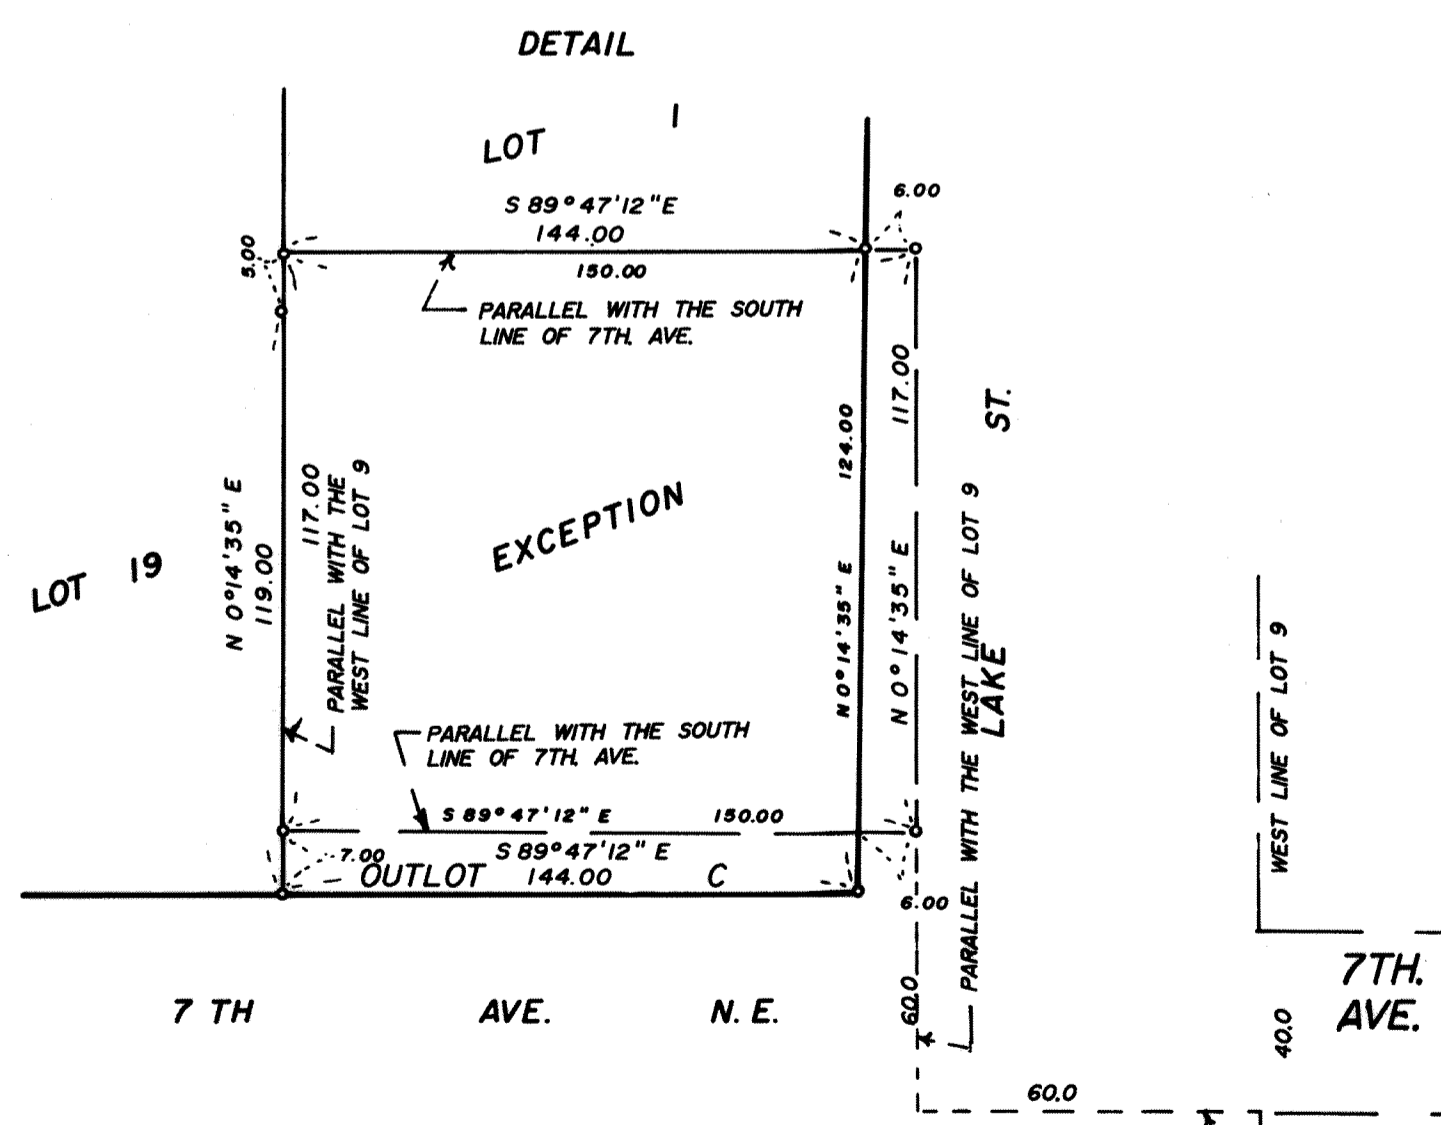 DETAIL
LOT 1
6.00
S 89° 47' 12" E
144.00
5.00
150.00
PARALLEL WITH THE SOUTH
LINE OF 7TH. AVE.
117.00
124.00
ST.
N 0° 14' 35" E
119.00
117.00
PARALLEL WITH THE
WEST LINE OF LOT 9
EXCEPTION
LOT 19
N 0° 14' 35" E
N 0° 14' 35" E
PARALLEL WITH THE WEST LINE OF LOT 9
LAKE
WEST LINE OF LOT 9
PARALLEL WITH THE SOUTH
LINE OF 7TH. AVE.
S 89° 47' 12" E 150.00
7.00
S 89° 47' 12" E
OUTLOT 144.00 C
6.00
7TH.
AVE.
7 TH AVE. N. E.
60.0
40.0
60.0